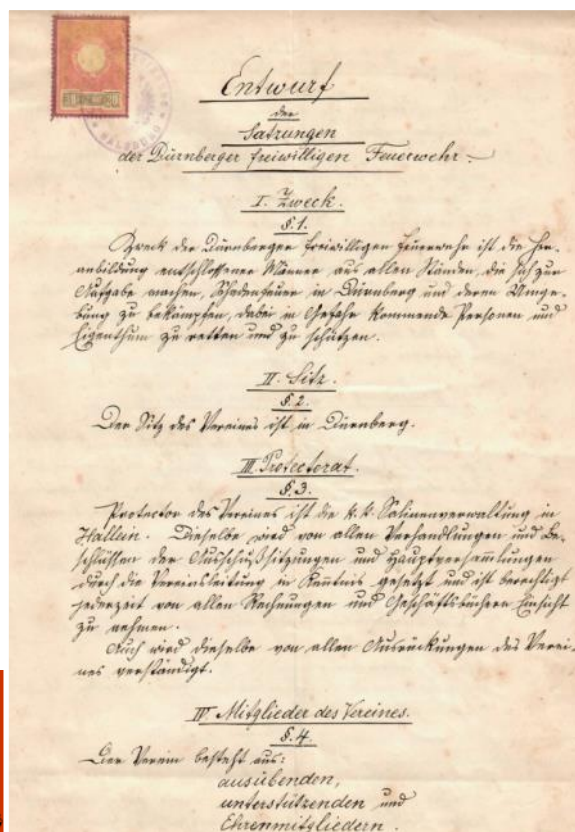 Entwurf
der
Satzungen
der Dürnberger freiwilligen Feuerwehr.
I. Zweck.
§.1.
Zweck der Dürnberger freiwilligen Feuerwehr ist die Her-
anbildung entschlossener Männer aus allen Ständen, die sich zur
Aufgabe machen, Schadenfeuer in Dürnberg und deren Umge-
bung zu bekämpfen, dabei in Gefahr kommende Personen und
Eigenthum zu retten und zu schützen.
II. Sitz.
§.2.
Der Sitz des Vereines ist in Dürnberg.
III. Protectorat.
§.3.
Protector des Vereines ist die k.k. Salinenverwaltung in
Hallein. Dieselbe wird von allen Verhandlungen und Be-
schlüssen der Ausschußsitzungen und Hauptversammlungen
durch die Vereinsleitung in Kenntnis gesetzt und ist berechtigt
jederzeit von allen Rechnungen und Geschäftsbüchern Einsicht
zu nehmen.
Auch wird dieselbe von allen Ausrückungen des Verei-
nes verständigt.
IV. Mitglieder des Vereines.
§.4.
Der Verein besteht aus:
ausübenden,
unterstützenden und
Ehrenmitgliedern.